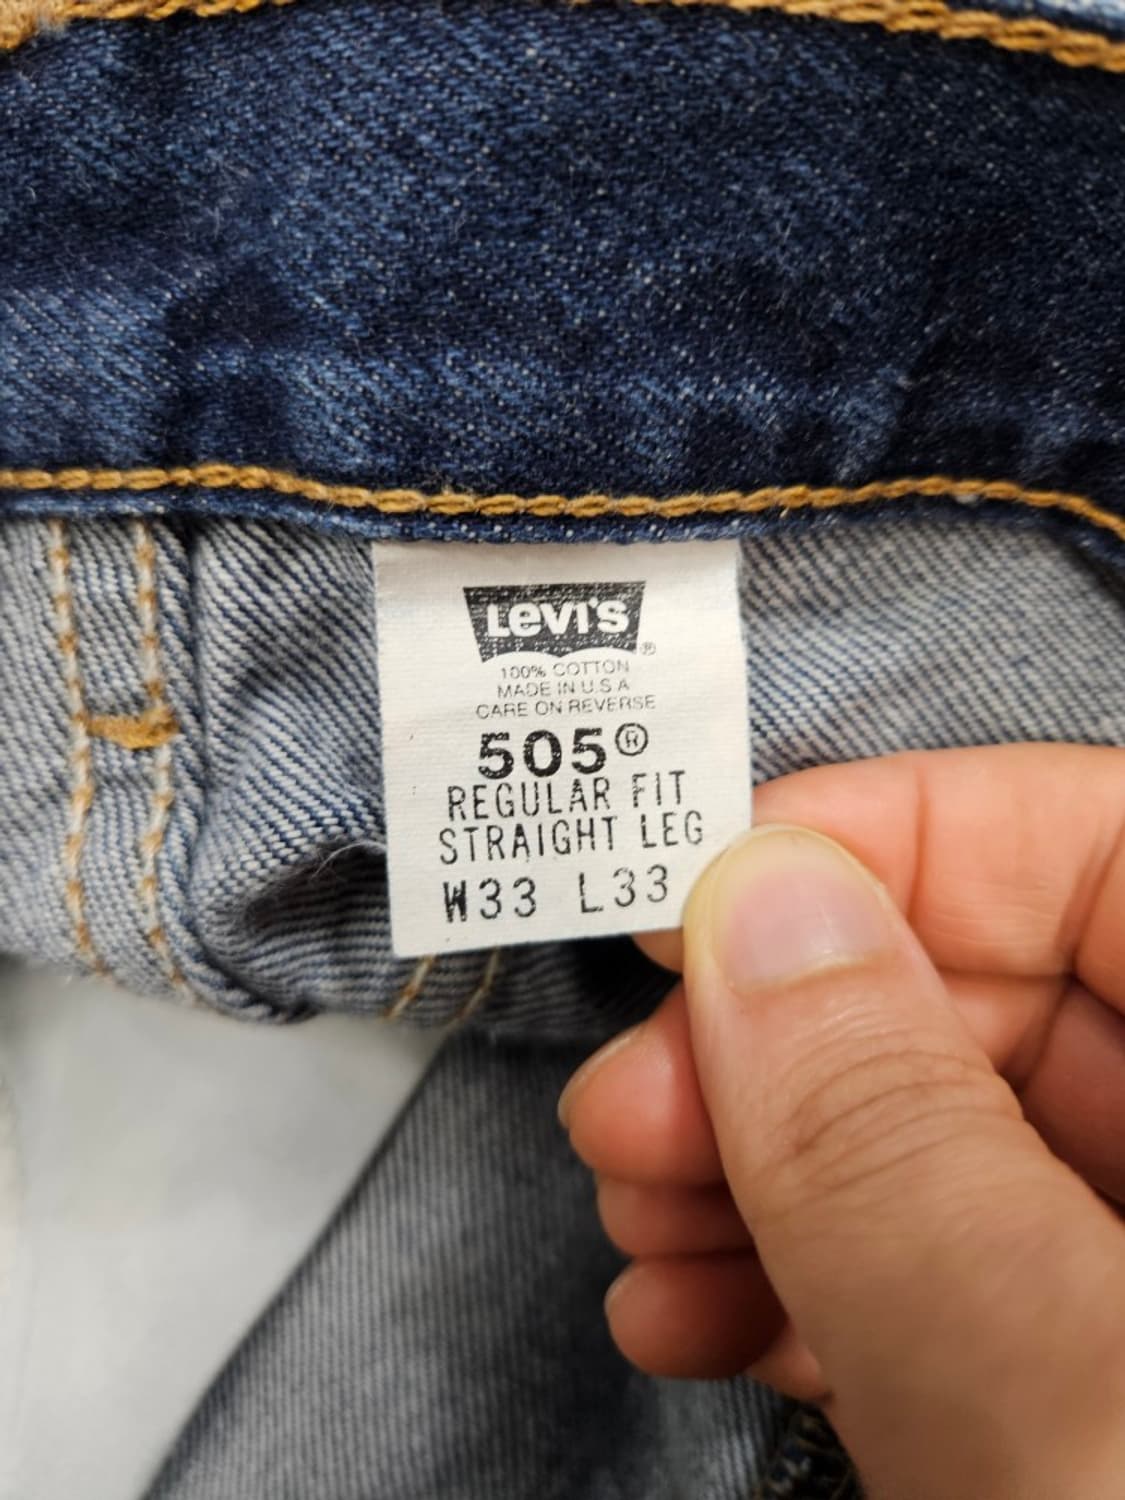 LEVI'S®
100% COTTON
MADE IN U.S.A
CARE ON REVERSE
505®
REGULAR FIT
STRAIGHT LEG
W33 L33